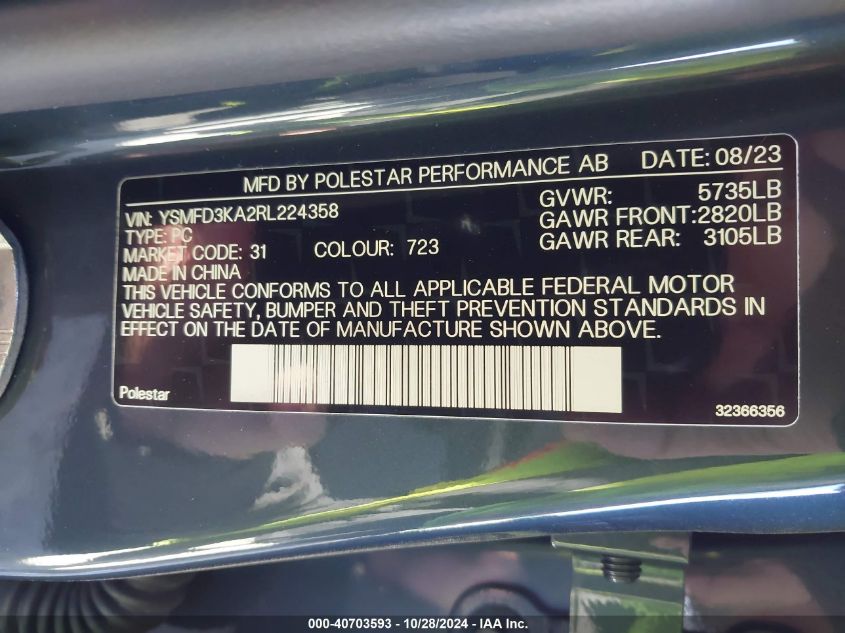 MFD BY POLESTAR PERFORMANCE AB DATE: 08/23
VIN: YSMFD3KA2RL224358 GVWR: 5735LB
TYPE: PC GAWR FRONT: 2820LB
MARKET CODE: 31 COLOUR: 723 GAWR REAR: 3105LB
MADE IN CHINA
THIS VEHICLE CONFORMS TO ALL APPLICABLE FEDERAL MOTOR
VEHICLE SAFETY, BUMPER AND THEFT PREVENTION STANDARDS IN
EFFECT ON THE DATE OF MANUFACTURE SHOWN ABOVE.
Polestar 32366356
000-40703593 / 10/28/2024 - IAA Inc.